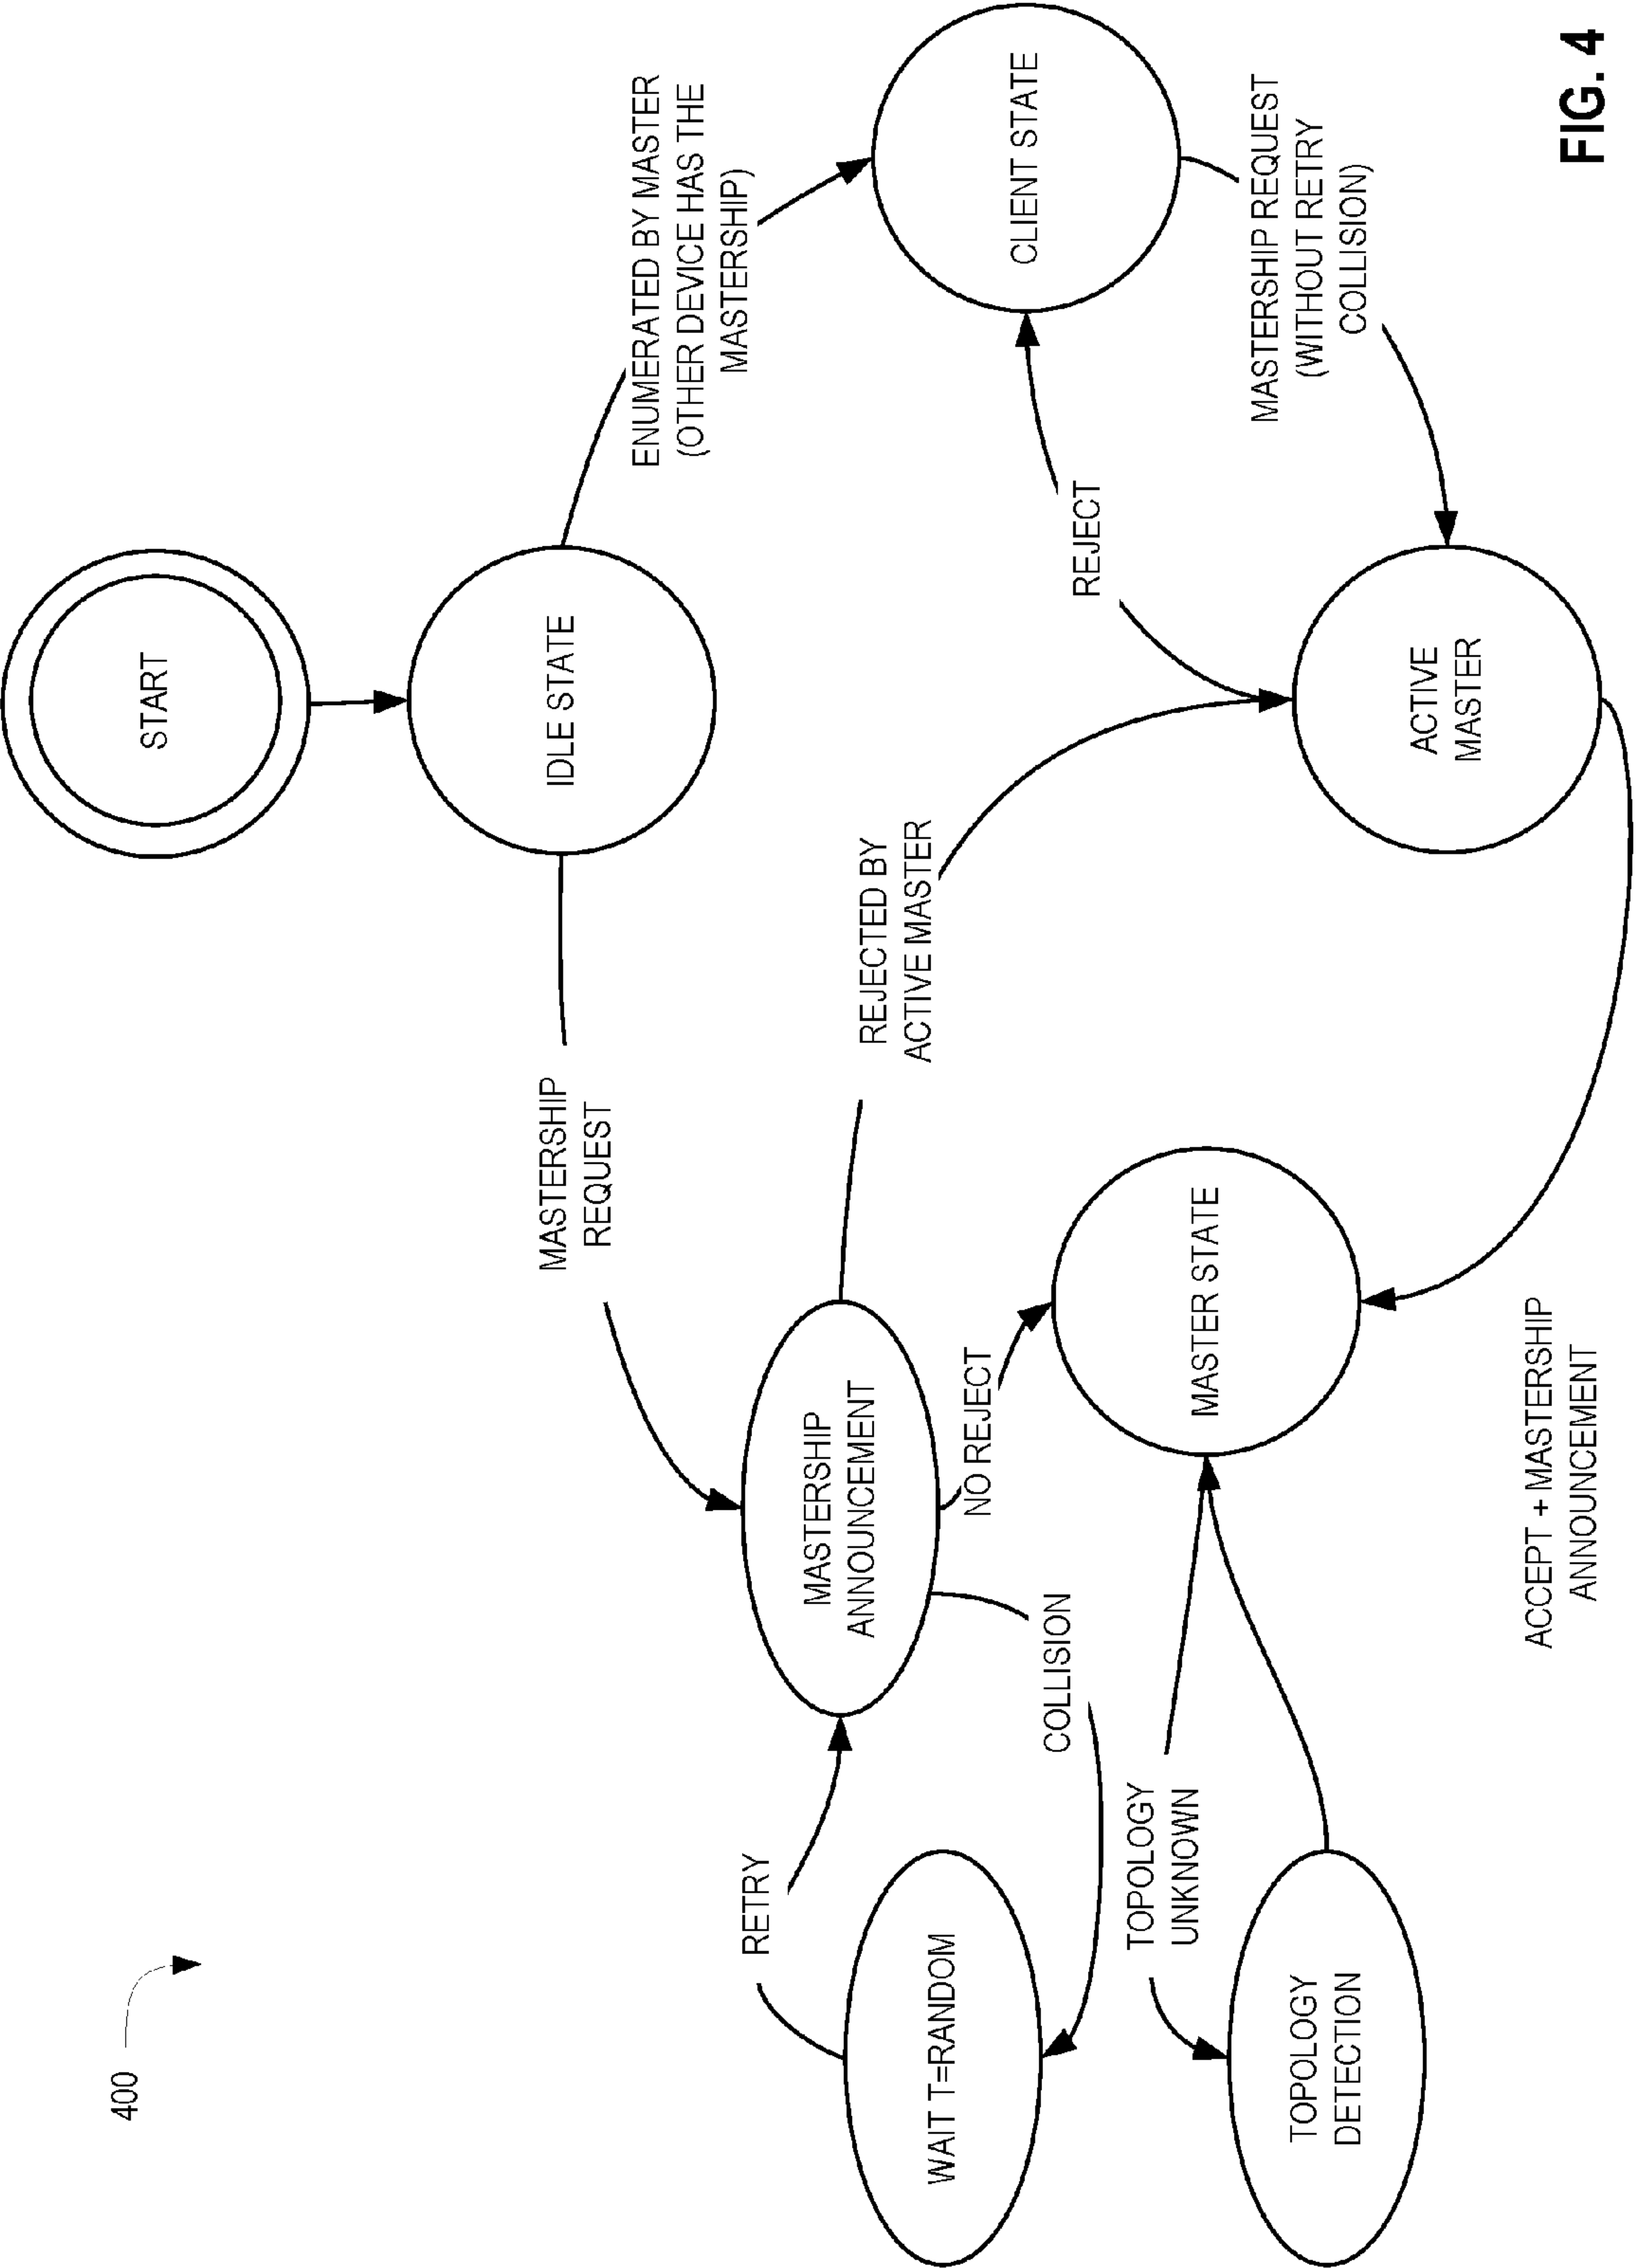 400
START
IDLE STATE
MASTERSHIP
REQUEST
ENUMERATED BY MASTER
(OTHER DEVICE HAS THE
MASTERSHIP)
RETRY
MASTERSHIP
ANNOUNCEMENT
REJECTED BY
ACTIVE MASTER
WAIT T=RANDOM
COLLISION
NO REJECT
REJECT
CLIENT STATE
TOPOLOGY
UNKNOWN
MASTER STATE
MASTERSHIP REQUEST
(WITHOUT RETRY
COLLISION)
TOPOLOGY
DETECTION
ACTIVE
MASTER
ACCEPT + MASTERSHIP
ANNOUNCEMENT
FIG. 4